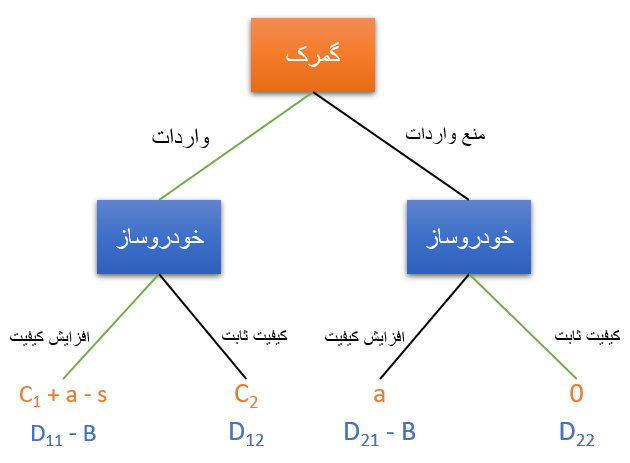 گمرک
واردات
منع واردات
خودروساز
خودروساز
افزایش کیفیت
کیفیت ثابت
افزایش کیفیت
کیفیت ثابت
C₁ + a - s
C₂
a
0
D₁₁ - B
D₁₂
D₂₁ - B
D₂₂